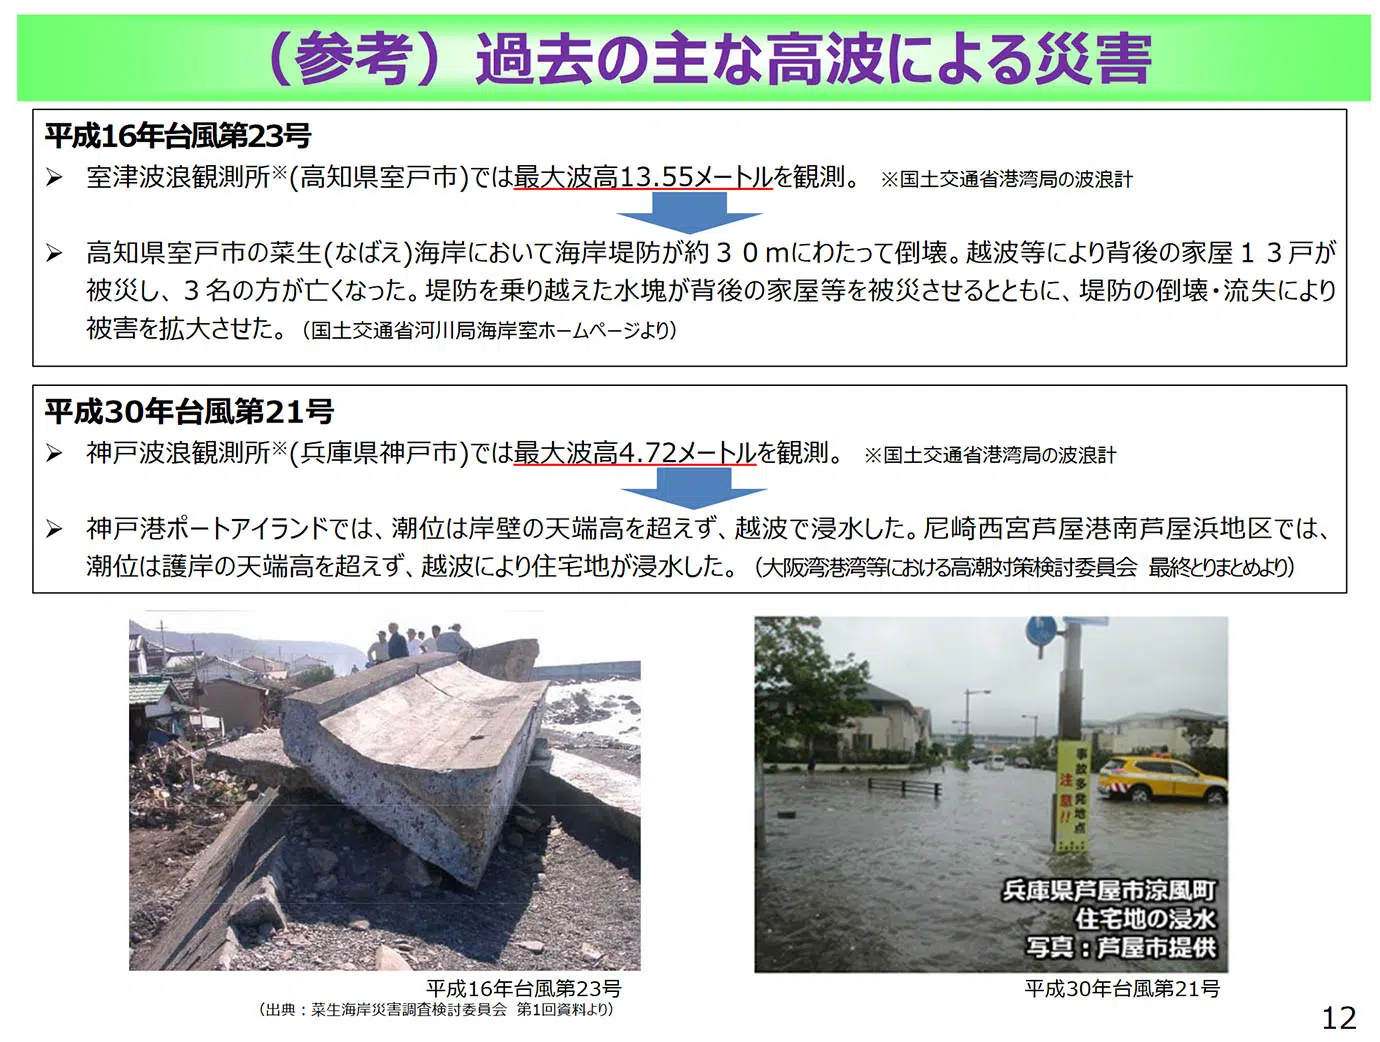 （参考）過去の主な高波による災害
平成16年台風第23号
➢ 室津波浪観測所※(高知県室戸市)では最大波高13.55メートルを観測。 ※国土交通省港湾局の波浪計
➢ 高知県室戸市の菜生(なばえ)海岸において海岸堤防が約３０ｍにわたって倒壊。越波等により背後の家屋１３戸が
被災し、３名の方が亡くなった。堤防を乗り越えた水塊が背後の家屋等を被災させるとともに、堤防の倒壊・流失により
被害を拡大させた。（国土交通省河川局海岸室ホームページより）
平成30年台風第21号
➢ 神戸波浪観測所※(兵庫県神戸市)では最大波高4.72メートルを観測。 ※国土交通省港湾局の波浪計
➢ 神戸港ポートアイランドでは、潮位は岸壁の天端高を超えず、越波で浸水した。尼崎西宮芦屋港南芦屋浜地区では、
潮位は護岸の天端高を超えず、越波により住宅地が浸水した。（大阪湾港湾等における高潮対策検討委員会 最終とりまとめより）
事故多発地点
注意!!
兵庫県芦屋市涼風町
住宅地の浸水
写真：芦屋市提供
平成16年台風第23号
（出典：菜生海岸災害調査検討委員会 第1回資料より）
平成30年台風第21号
12